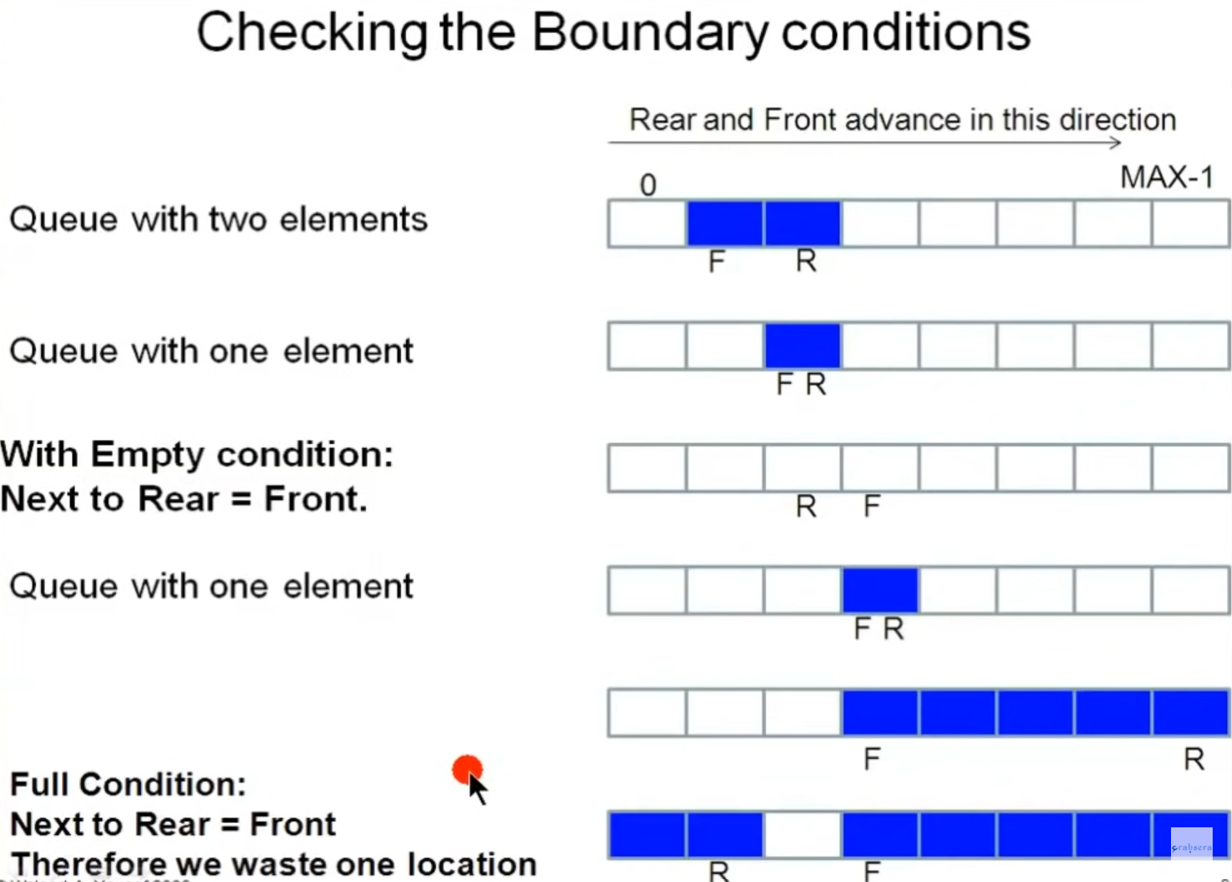 Checking the Boundary conditions
Rear and Front advance in this direction
0 MAX-1
Queue with two elements
F R
Queue with one element
F R
With Empty condition:
Next to Rear = Front.
R F
Queue with one element
F R
F R
Full Condition:
Next to Rear = Front
Therefore we waste one location
R F